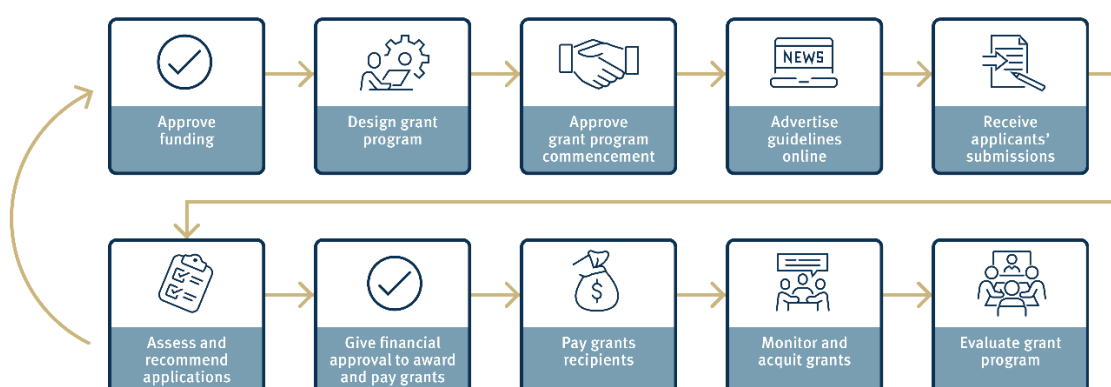 NEWS
Approve
funding
Design grant
program
Approve
grant program
commencement
Advertise
guidelines
online
Receive
applicants'
submissions
$
Assess and
recommend
applications
Give financial
approval to award
and pay grants
Pay grants
recipients
Monitor and
acquit grants
Evaluate grant
program